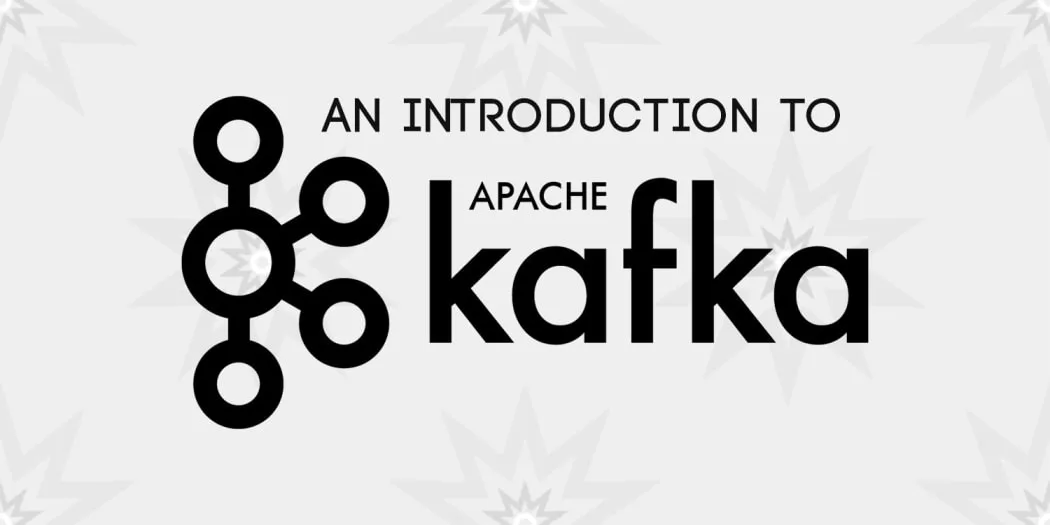 AN INTRODUCTION TO
APACHE
kafka